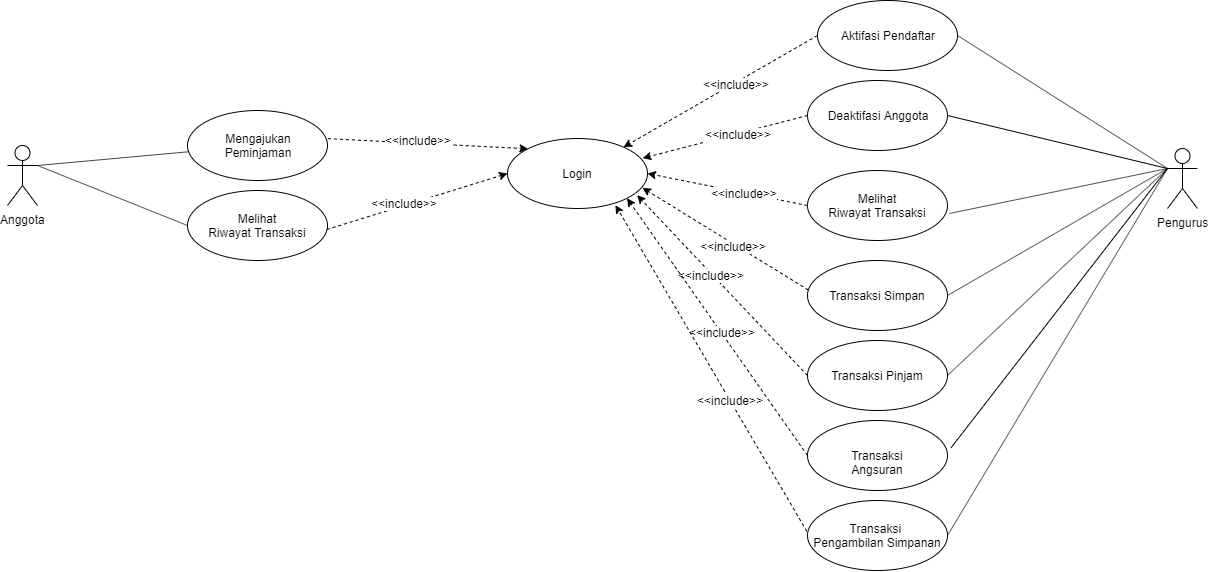 Aktifasi Pendaftar
<<include>>
Deaktifasi Anggota
<<include>>
Mengajukan
Peminjaman
<<include>>
Login
Anggota
Melihat
Riwayat Transaksi
<<include>>
<<include>>
Melihat
Riwayat Transaksi
Pengurus
<<include>>
Transaksi Simpan
<<include>>
<<include>>
Transaksi Pinjam
<<include>>
Transaksi
Angsuran
Transaksi
Pengambilan Simpanan